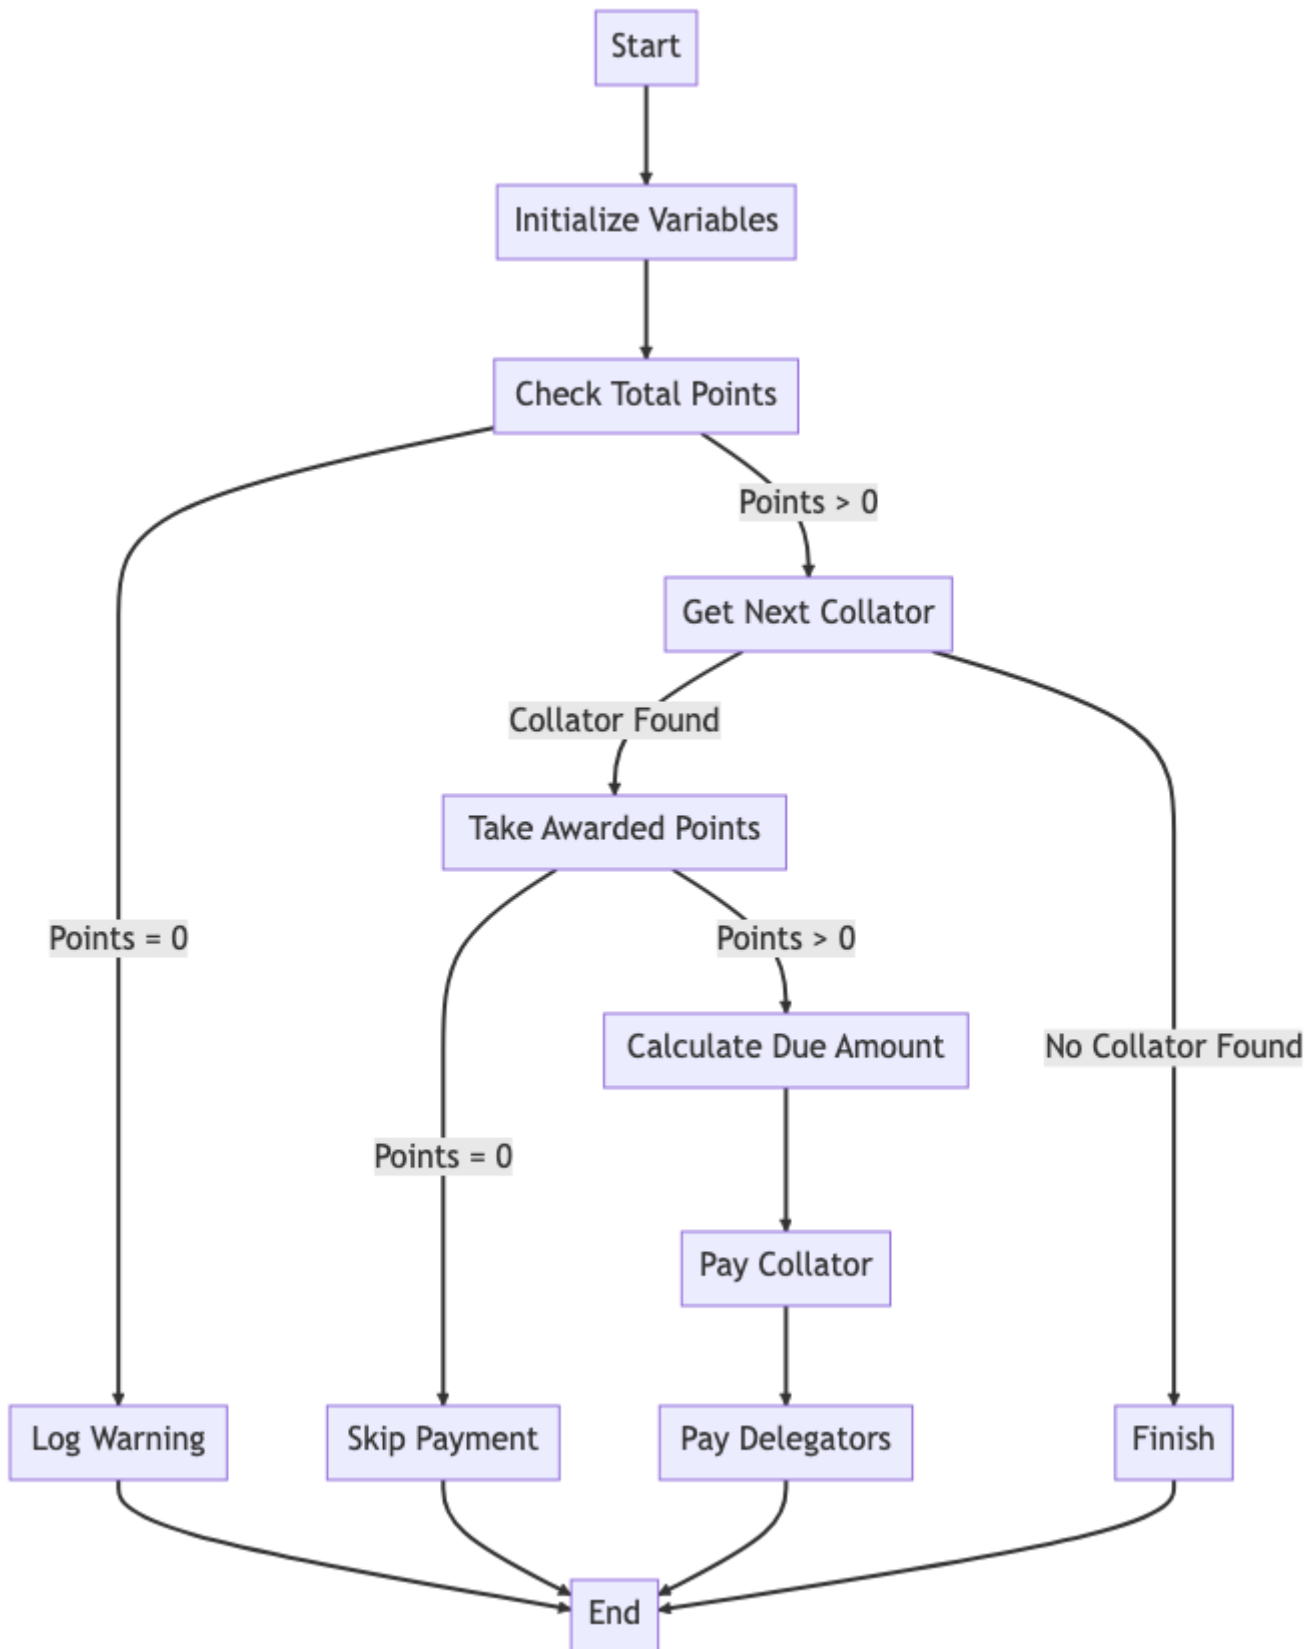 Start
Initialize Variables
Check Total Points
Points > 0
Get Next Collator
Collator Found
Take Awarded Points
Points = 0
Points > 0
Calculate Due Amount
No Collator Found
Points = 0
Pay Collator
Log Warning
Skip Payment
Pay Delegators
Finish
End